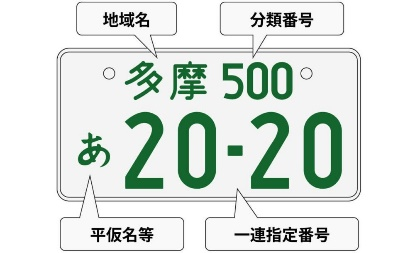 地域名
分類番号
多摩 500
あ 20-20
平仮名等
一連指定番号